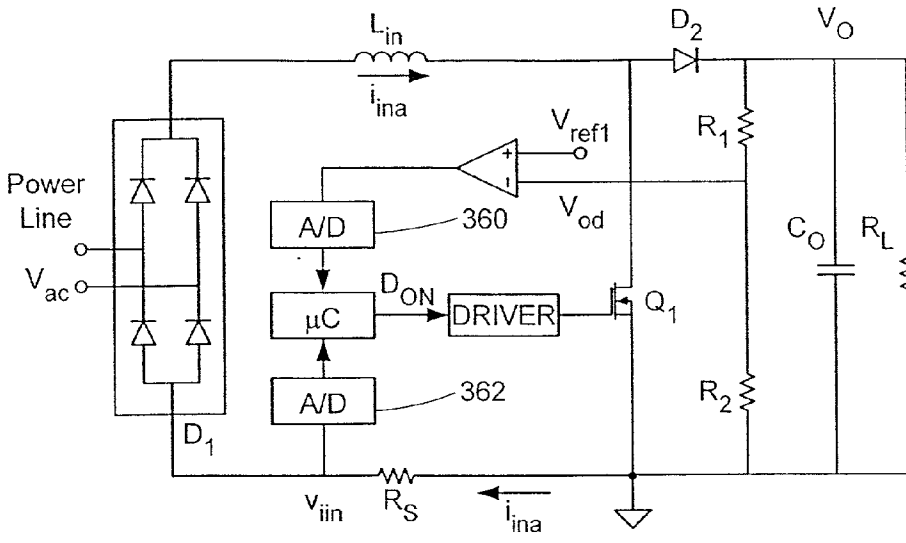 L_in
D_2
V_O
i_ina
V_ref1
R_1
+
-
Power
Line
A/D
360
V_od
C_O
R_L
V_ac
D_ON
μC
DRIVER
Q_1
A/D
362
R_2
D_1
v_iin
R_S
i_ina